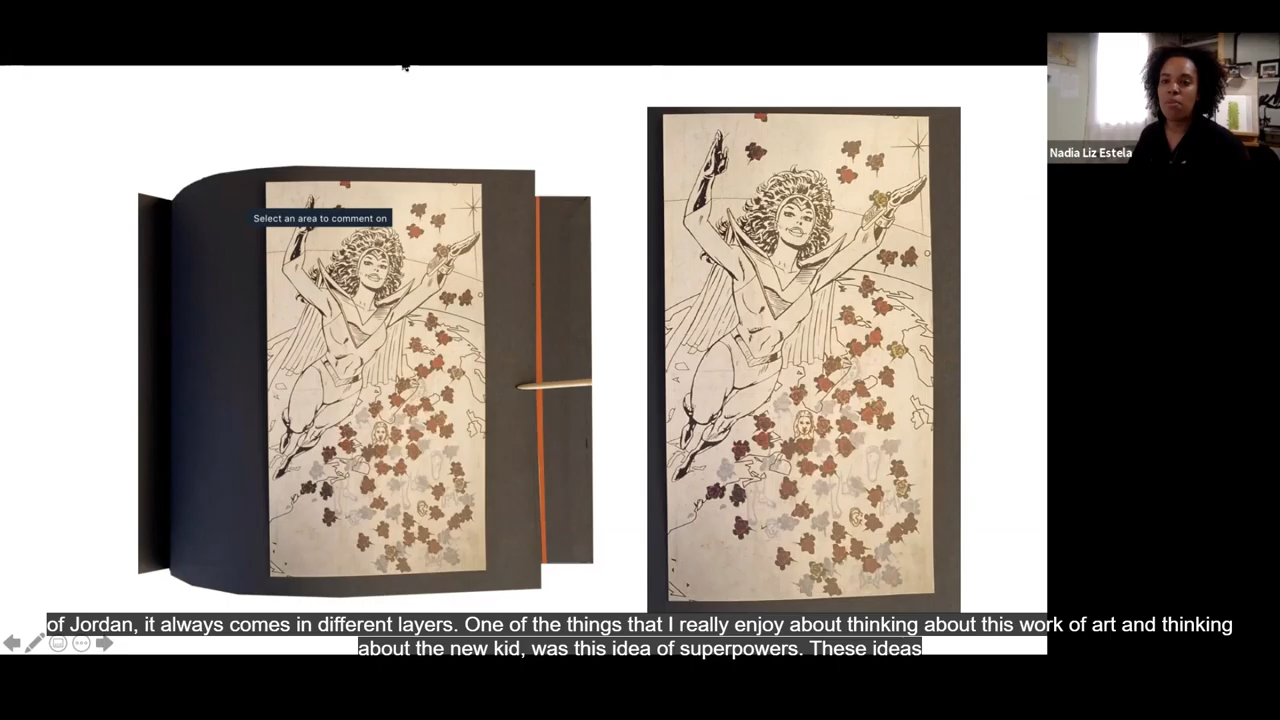 Nadia Liz Estela
Select an area to comment on
of Jordan, it always comes in different layers. One of the things that I really enjoy about thinking about this work of art and thinking
about the new kid, was this idea of superpowers. These ideas